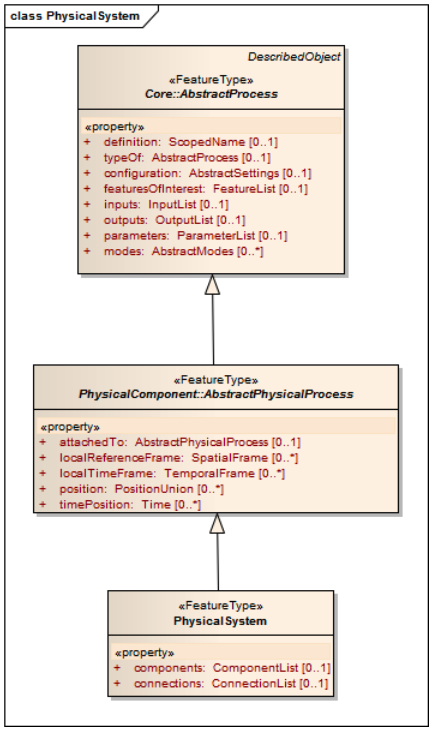 class PhysicalSystem
DescribedObject
«FeatureType»
Core::AbstractProcess
«property»
+ definition: ScopedName [0..1]
+ typeOf: AbstractProcess [0..1]
+ configuration: AbstractSettings [0..1]
+ featuresOfInterest: FeatureList [0..1]
+ inputs: InputList [0..1]
+ outputs: OutputList [0..1]
+ parameters: ParameterList [0..1]
+ modes: AbstractModes [0..*]
«FeatureType»
PhysicalComponent::AbstractPhysicalProcess
«property»
+ attachedTo: AbstractPhysicalProcess [0..1]
+ localReferenceFrame: SpatialFrame [0..*]
+ localTimeFrame: TemporalFrame [0..*]
+ position: PositionUnion [0..*]
+ timePosition: Time [0..*]
«FeatureType»
PhysicalSystem
«property»
+ components: ComponentList [0..1]
+ connections: ConnectionList [0..1]